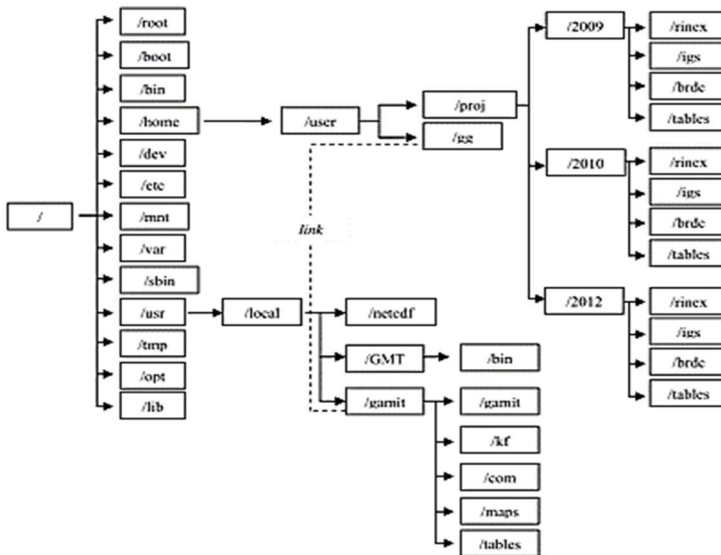 /
/root
/boot
/bin
/home
/dev
/etc
/mnt
/var
/sbin
/usr
/tmp
/opt
/lib
/user
/proj
/gg
link
/local
/netcdf
/GMT
/bin
/gamit
/gamit
/kf
/com
/maps
/tables
/2009
/rinex
/igs
/brdc
/tables
/2010
/rinex
/igs
/brdc
/tables
/2012
/rinex
/igs
/brdc
/tables